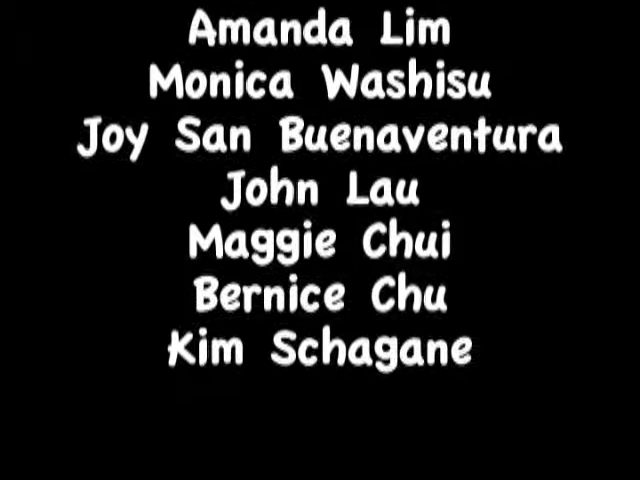 Amanda Lim
Monica Washisu
Joy San Buenaventura
John Lau
Maggie Chui
Bernice Chu
Kim Schagane